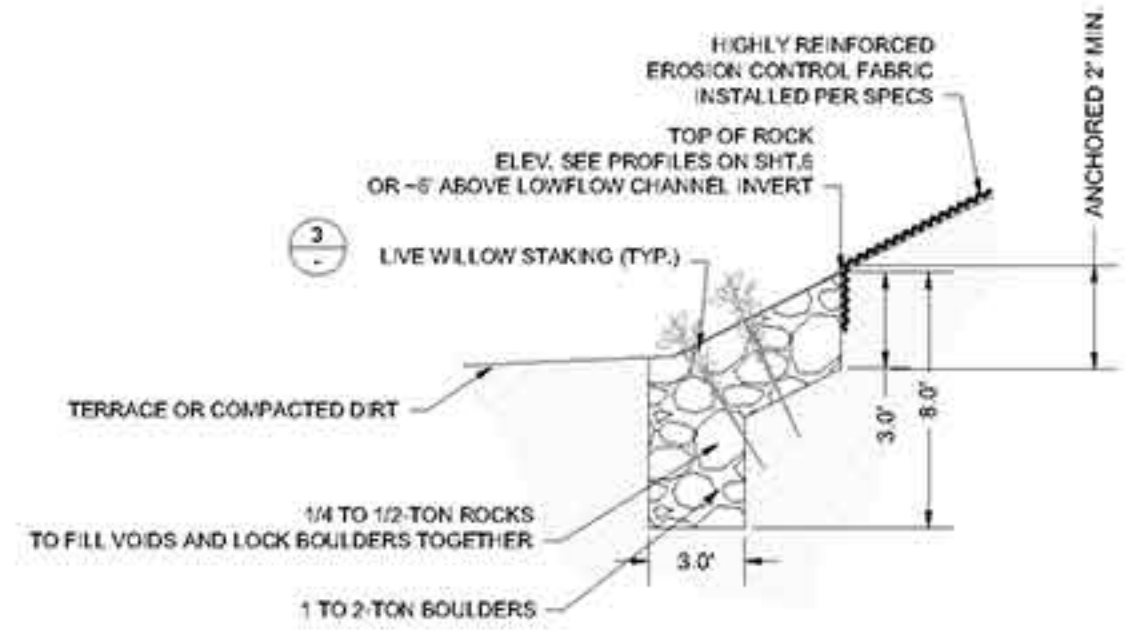 HIGHLY REINFORCED
EROSION CONTROL FABRIC
INSTALLED PER SPECS
TOP OF ROCK
ELEV. SEE PROFILES ON SHT.6
OR ~6' ABOVE LOWFLOW CHANNEL INVERT
ANCHORED 2' MIN.
3
-
LIVE WILLOW STAKING (TYP.)
TERRACE OR COMPACTED DIRT
3.0'
8.0'
1/4 TO 1/2-TON ROCKS
TO FILL VOIDS AND LOCK BOULDERS TOGETHER
3.0'
1 TO 2-TON BOULDERS